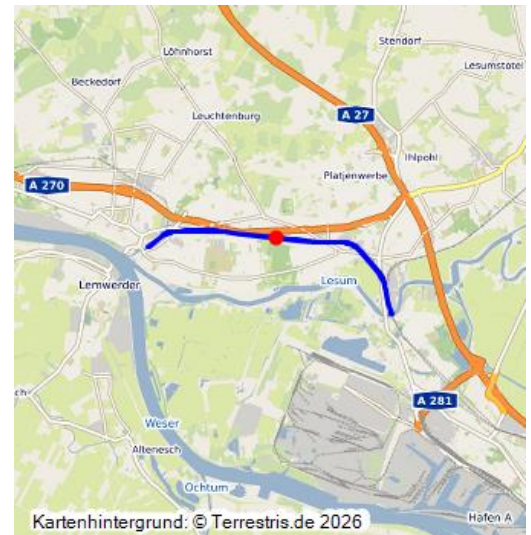 Stendorf
Löhnhorst
Lesumstotel
Beckedorf
Leuchtenburg
A 27
Ihlpohl
Platjenwerbe
A 270
Lesum
Lemwerder
A 281
Weser
Altenesch
Ochtum
Hafen A
Kartenhintergrund: © Terrestris.de 2026